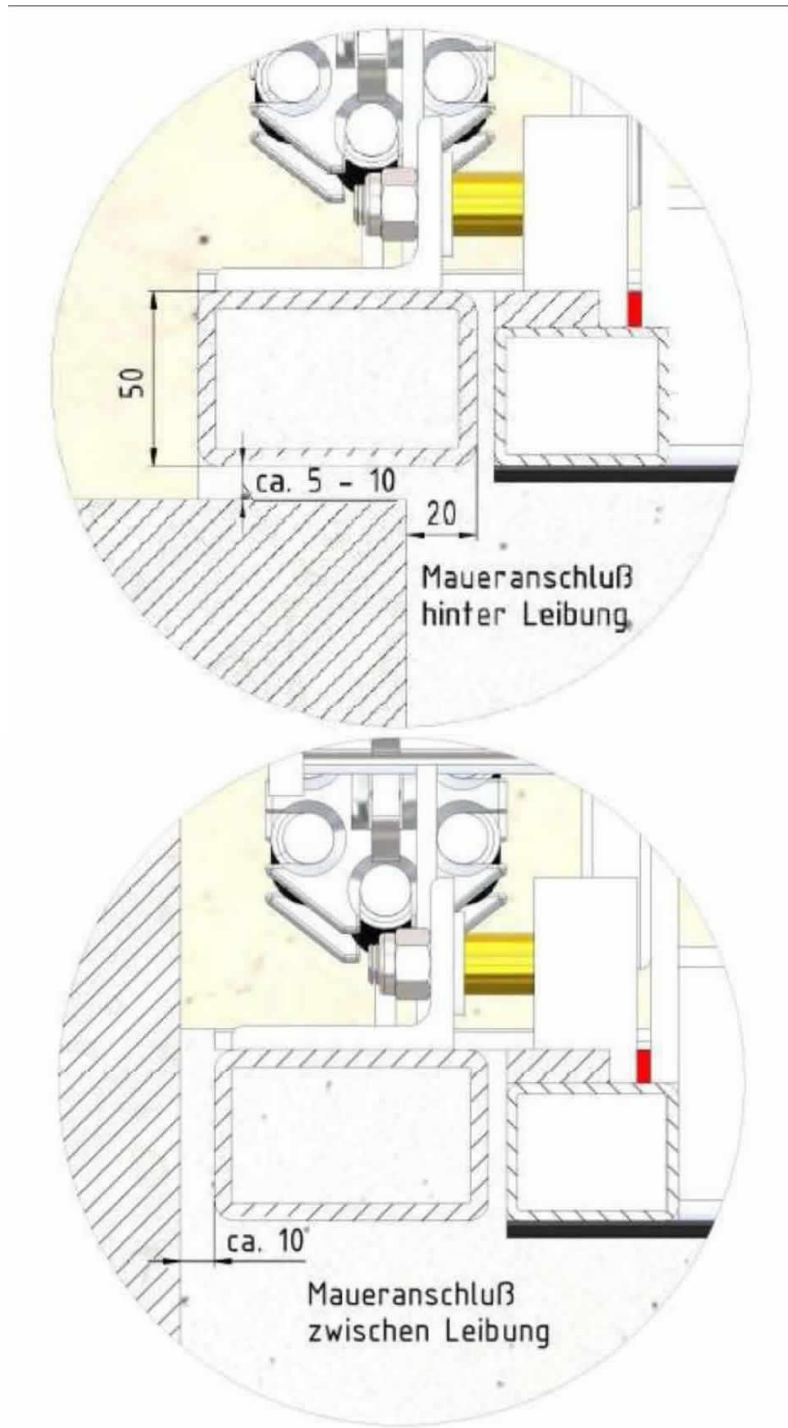 50
ca. 5 - 10
20
Maueranschluß
hinter Leibung
ca. 10
Maueranschluß
zwischen Leibung